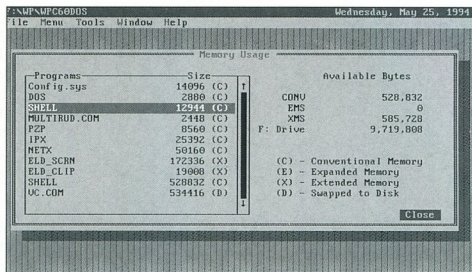 F:\WP\WPC60DOS Wednesday, May 25, 1994
File Menu Tools Window Help
Memory Usage
Programs Size
Config.sys 14096 (C)
DOS 2880 (C)
SHELL 12944 (C)
MULTIRUD.COM 2448 (C)
PZP 8560 (C)
IPX 25392 (C)
NETX 50160 (C)
ELD_SCRN 172336 (X)
ELD_CLIP 19008 (X)
SHELL 528832 (C)
VC.COM 534416 (D)
Available Bytes
CONV 528,832
EMS 0
XMS 585,728
F: Drive 9,719,808
(C) - Conventional Memory
(E) - Expanded Memory
(X) - Extended Memory
(D) - Swapped to Disk
Close